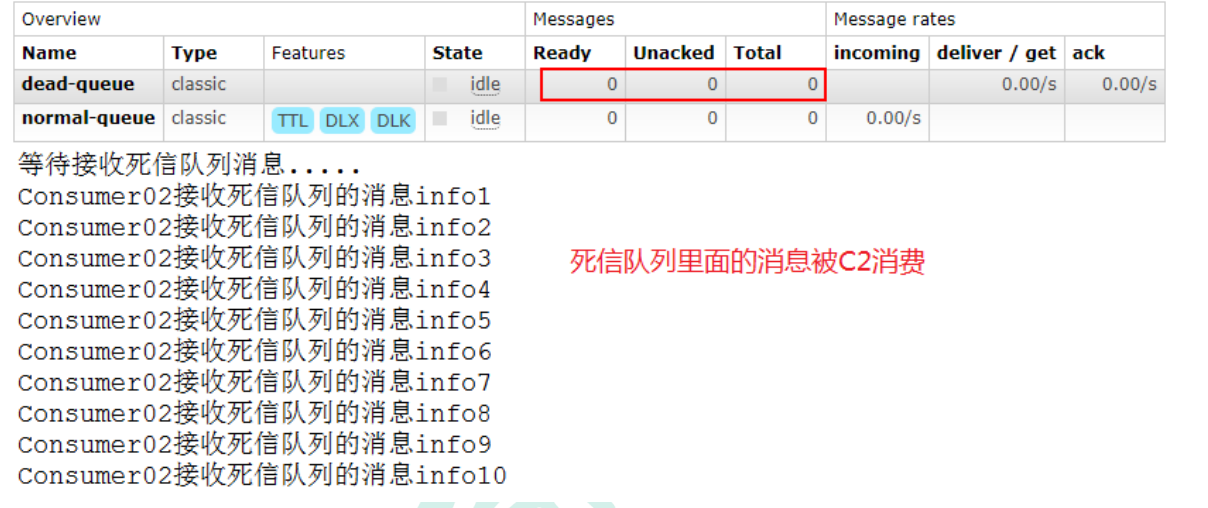 Overview Messages Message rates
Name Type Features State Ready Unacked Total incoming deliver / get ack
dead-queue classic idle 0 0 0 0.00/s 0.00/s
normal-queue classic TTL DLX DLK idle 0 0 0 0.00/s
等待接收死信队列消息.....
Consumer02接收死信队列的消息info1
Consumer02接收死信队列的消息info2
Consumer02接收死信队列的消息info3
死信队列里面的消息被C2消费
Consumer02接收死信队列的消息info4
Consumer02接收死信队列的消息info5
Consumer02接收死信队列的消息info6
Consumer02接收死信队列的消息info7
Consumer02接收死信队列的消息info8
Consumer02接收死信队列的消息info9
Consumer02接收死信队列的消息info10